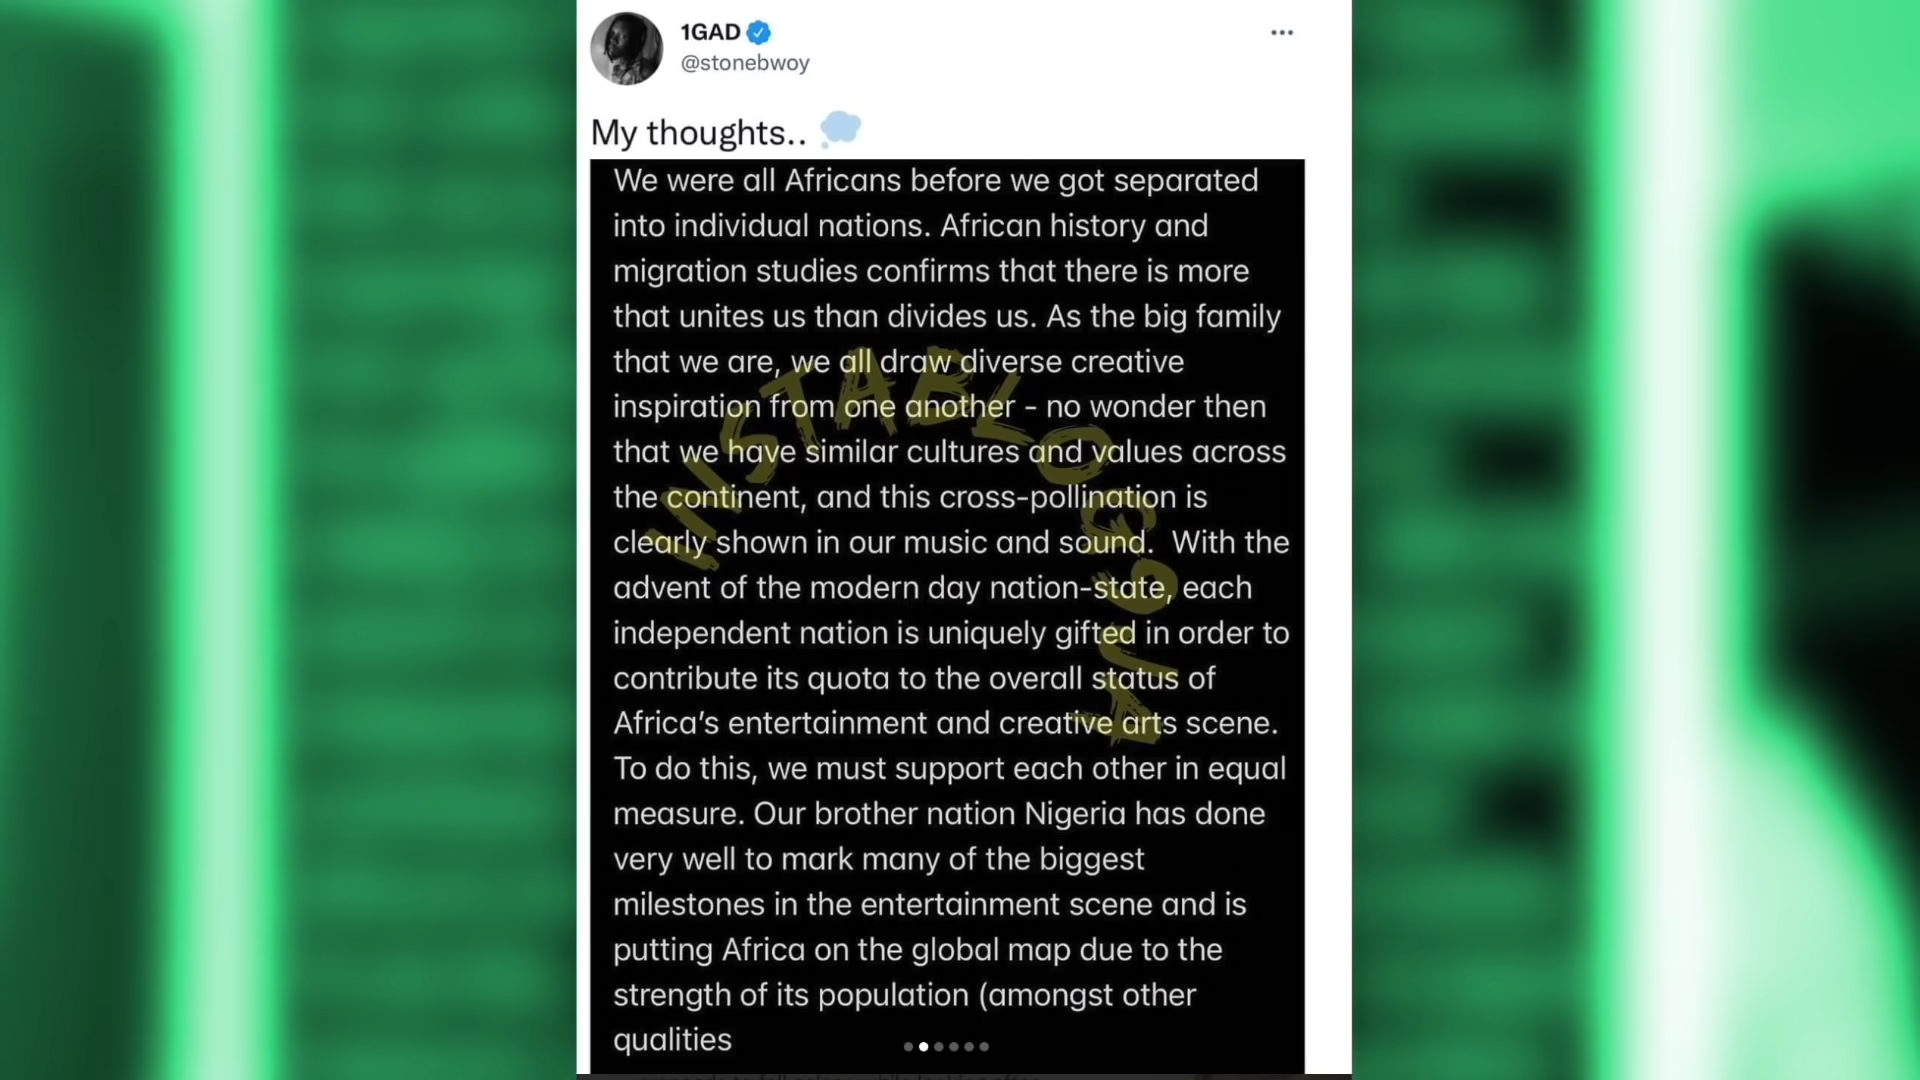 1GAD
@stonebwoy
My thoughts..
We were all Africans before we got separated
into individual nations. African history and
migration studies confirms that there is more
that unites us than divides us. As the big family
that we are, we all draw diverse creative
inspiration from one another - no wonder then
that we have similar cultures and values across
the continent, and this cross-pollination is
clearly shown in our music and sound. With the
advent of the modern day nation-state, each
independent nation is uniquely gifted in order to
contribute its quota to the overall status of
Africa's entertainment and creative arts scene.
To do this, we must support each other in equal
measure. Our brother nation Nigeria has done
very well to mark many of the biggest
milestones in the entertainment scene and is
putting Africa on the global map due to the
strength of its population (amongst other
qualities
INSTABLOG9JA